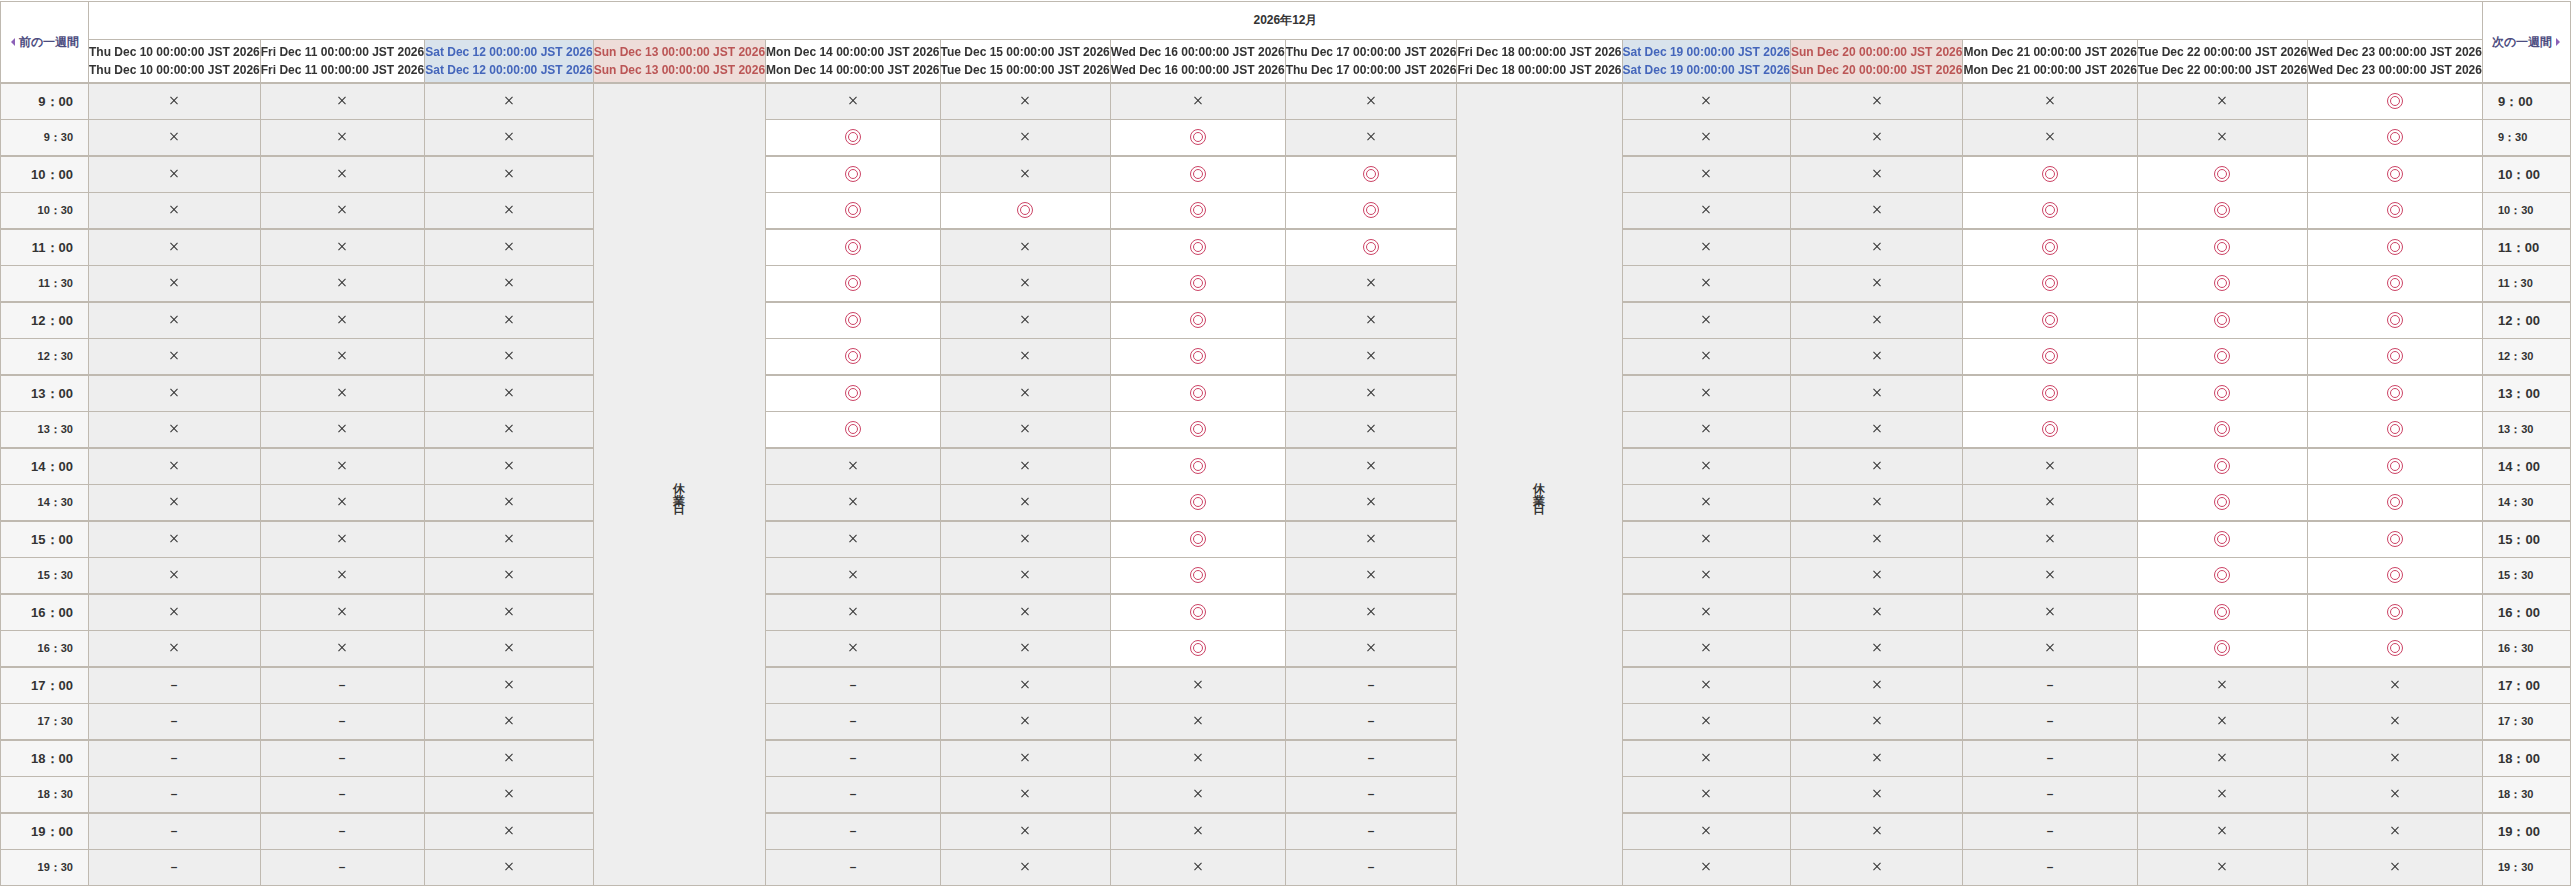 2026年12月
前の一週間
次の一週間
Thu Dec 10 00:00:00 JST 2026 Fri Dec 11 00:00:00 JST 2026 Sat Dec 12 00:00:00 JST 2026 Sun Dec 13 00:00:00 JST 2026 Mon Dec 14 00:00:00 JST 2026 Tue Dec 15 00:00:00 JST 2026 Wed Dec 16 00:00:00 JST 2026 Thu Dec 17 00:00:00 JST 2026 Fri Dec 18 00:00:00 JST 2026 Sat Dec 19 00:00:00 JST 2026 Sun Dec 20 00:00:00 JST 2026 Mon Dec 21 00:00:00 JST 2026 Tue Dec 22 00:00:00 JST 2026 Wed Dec 23 00:00:00 JST 2026
Thu Dec 10 00:00:00 JST 2026 Fri Dec 11 00:00:00 JST 2026 Sat Dec 12 00:00:00 JST 2026 Sun Dec 13 00:00:00 JST 2026 Mon Dec 14 00:00:00 JST 2026 Tue Dec 15 00:00:00 JST 2026 Wed Dec 16 00:00:00 JST 2026 Thu Dec 17 00:00:00 JST 2026 Fri Dec 18 00:00:00 JST 2026 Sat Dec 19 00:00:00 JST 2026 Sun Dec 20 00:00:00 JST 2026 Mon Dec 21 00:00:00 JST 2026 Tue Dec 22 00:00:00 JST 2026 Wed Dec 23 00:00:00 JST 2026
9：00 × × × × × × × × × × × ◎ 9：00
9：30 × × × ◎ × ◎ × × × × × ◎ 9：30
10：00 × × × ◎ × ◎ ◎ × × ◎ ◎ ◎ 10：00
10：30 × × × ◎ ◎ ◎ ◎ × × ◎ ◎ ◎ 10：30
11：00 × × × ◎ × ◎ ◎ × × ◎ ◎ ◎ 11：00
11：30 × × × ◎ × ◎ × × × ◎ ◎ ◎ 11：30
12：00 × × × ◎ × ◎ × × × ◎ ◎ ◎ 12：00
12：30 × × × ◎ × ◎ × × × ◎ ◎ ◎ 12：30
13：00 × × × ◎ × ◎ × × × ◎ ◎ ◎ 13：00
13：30 × × × ◎ × ◎ × × × ◎ ◎ ◎ 13：30
14：00 × × × × × ◎ × × × × ◎ ◎ 14：00
14：30 × × × 休業日 × × ◎ × 休業日 × × × ◎ ◎ 14：30
15：00 × × × × × ◎ × × × × ◎ ◎ 15：00
15：30 × × × × × ◎ × × × × ◎ ◎ 15：30
16：00 × × × × × ◎ × × × × ◎ ◎ 16：00
16：30 × × × × × ◎ × × × × ◎ ◎ 16：30
17：00 − − × − × × − × × − × × 17：00
17：30 − − × − × × − × × − × × 17：30
18：00 − − × − × × − × × − × × 18：00
18：30 − − × − × × − × × − × × 18：30
19：00 − − × − × × − × × − × × 19：00
19：30 − − × − × × − × × − × × 19：30